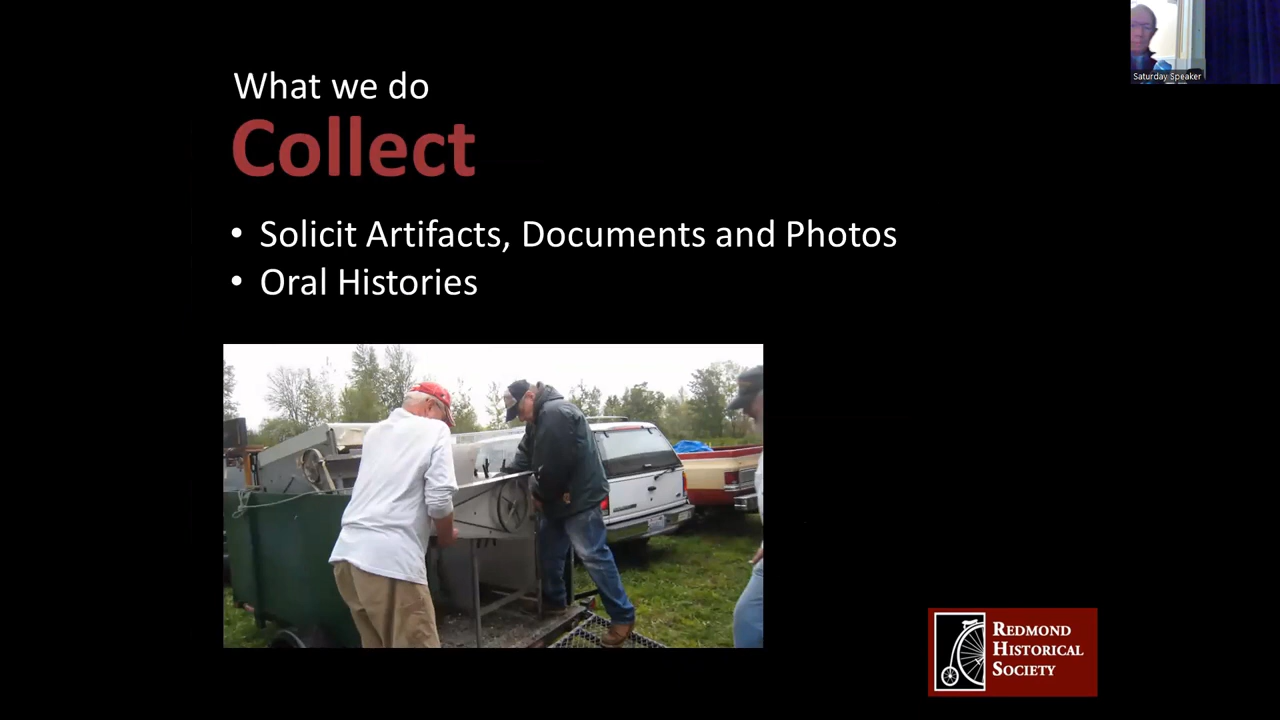 Saturday Speaker
What we do
Collect
• Solicit Artifacts, Documents and Photos
• Oral Histories
REDMOND
HISTORICAL
SOCIETY